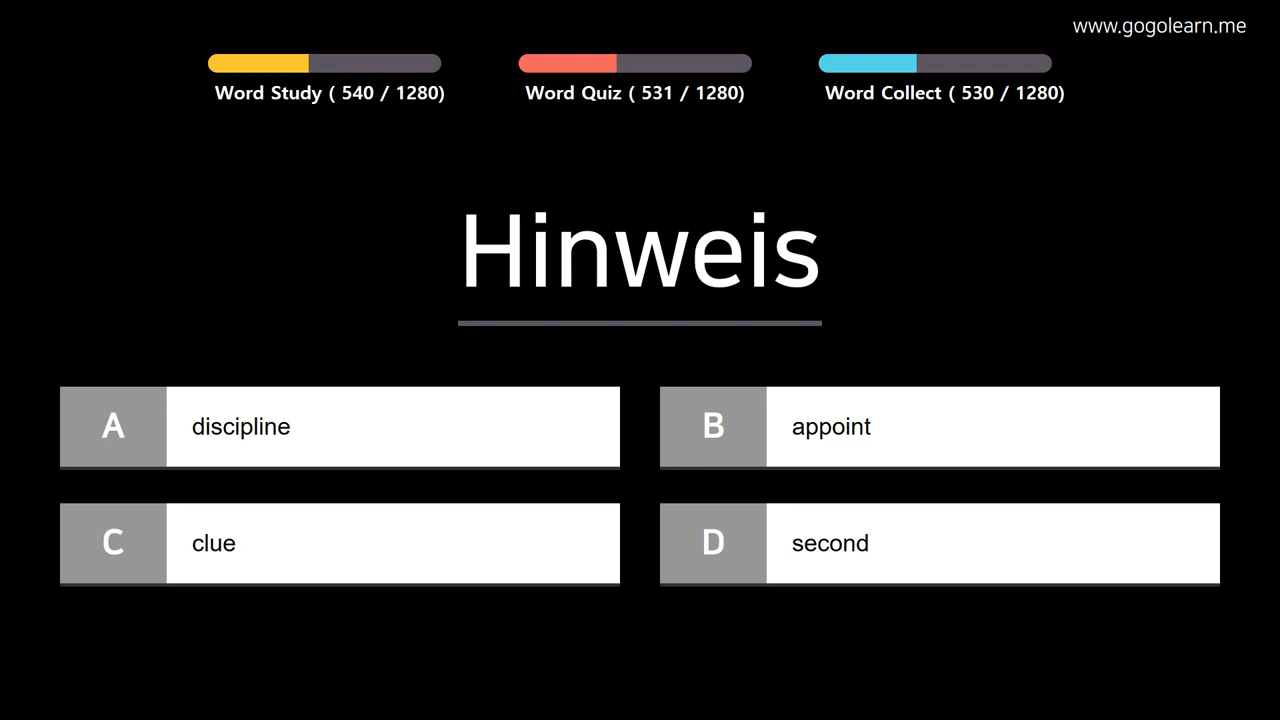 www.gogolearn.me
Word Study ( 540 / 1280)
Word Quiz ( 531 / 1280)
Word Collect ( 530 / 1280)
Hinweis
A discipline
B appoint
C clue
D second